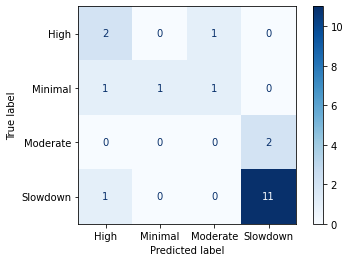 True label
High 2 0 1 0
Minimal 1 1 1 0
Moderate 0 0 0 2
Slowdown 1 0 0 11
High Minimal Moderate Slowdown
Predicted label
10
8
6
4
2
0